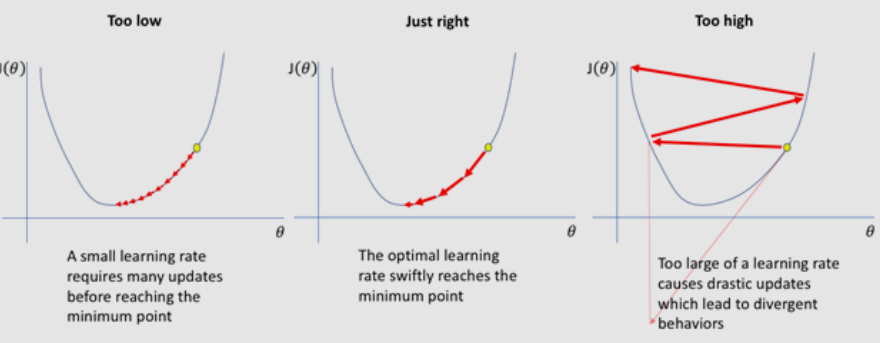 Too low
Just right
Too high
J(θ)
J(θ)
J(θ)
θ
θ
θ
A small learning rate
requires many updates
before reaching the
minimum point
The optimal learning
rate swiftly reaches the
minimum point
Too large of a learning rate
causes drastic updates
which lead to divergent
behaviors